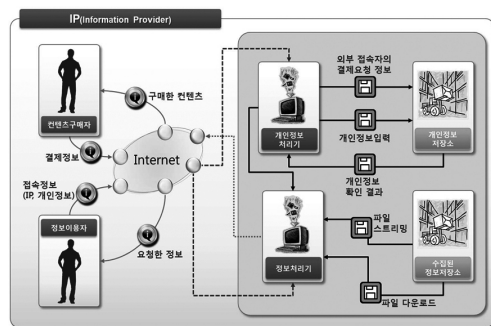 IP(Information Provider)
구매한 컨텐츠
컨텐츠구매자
결제정보
Internet
접속정보
(IP, 개인정보)
정보이용자
요청한 정보
외부 접속자의
결제요청 정보
개인정보
처리기
개인정보입력
개인정보
저장소
개인정보
확인 결과
파일
스트리밍
정보처리기
수집된
정보저장소
파일 다운로드